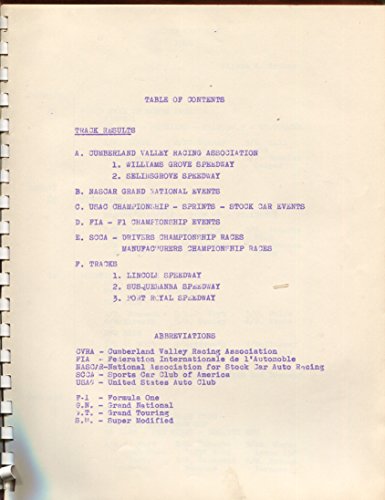 TABLE OF CONTENTS
TRACK RESULTS
A. CUMBERLAND VALLEY RACING ASSOCIATION
1. WILLIAMS GROVE SPEEDWAY
2. SELINSGROVE SPEEDWAY
B. NASCAR GRAND NATIONAL EVENTS
C. USAC CHAMPIONSHIP - SPRINTS - STOCK CAR EVENTS
D. FIA - F1 CHAMPIONSHIP EVENTS
E. SCCA - DRIVERS CHAMPIONSHIP RACES
MANUFACTURERS CHAMPIONSHIP RACES
F. TRACKS
1. LINCOLN SPEEDWAY
2. SUSQUEHANNA SPEEDWAY
3. PORT ROYAL SPEEDWAY
ABBREVIATIONS
CVRA - Cumberland Valley Racing Association
FIA - Federation Internationale de l'Automobile
NASCAR-National Association for Stock Car Auto Racing
SCCA - Sports Car Club of America
USAC - United States Auto Club
F-1 - Formula One
G.N. - Grand National
G.T. - Grand Touring
S.M. - Super Modified